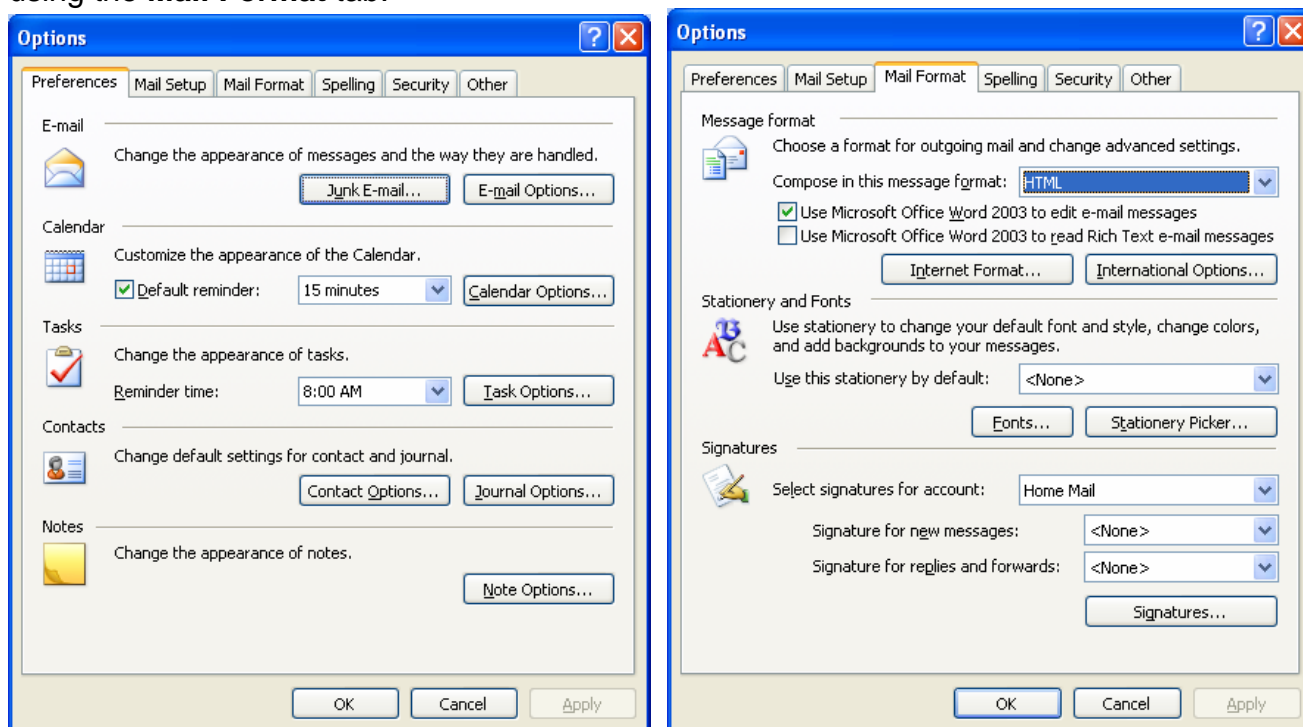 using the Mail Format tab.
Options
Preferences Mail Setup Mail Format Spelling Security Other
E-mail
Change the appearance of messages and the way they are handled.
Junk E-mail... E-mail Options...
Calendar
Customize the appearance of the Calendar.
Default reminder: 15 minutes Calendar Options...
Tasks
Change the appearance of tasks.
Reminder time: 8:00 AM Task Options...
Contacts
Change default settings for contact and journal.
Contact Options... Journal Options...
Notes
Change the appearance of notes.
Note Options...
OK Cancel Apply
Options
Preferences Mail Setup Mail Format Spelling Security Other
Message format
Choose a format for outgoing mail and change advanced settings.
Compose in this message format: HTML
Use Microsoft Office Word 2003 to edit e-mail messages
Use Microsoft Office Word 2003 to read Rich Text e-mail messages
Internet Format... International Options...
Stationery and Fonts
Use stationery to change your default font and style, change colors,
and add backgrounds to your messages.
Use this stationery by default: <None>
Fonts... Stationery Picker...
Signatures
Select signatures for account: Home Mail
Signature for new messages: <None>
Signature for replies and forwards: <None>
Signatures...
OK Cancel Apply